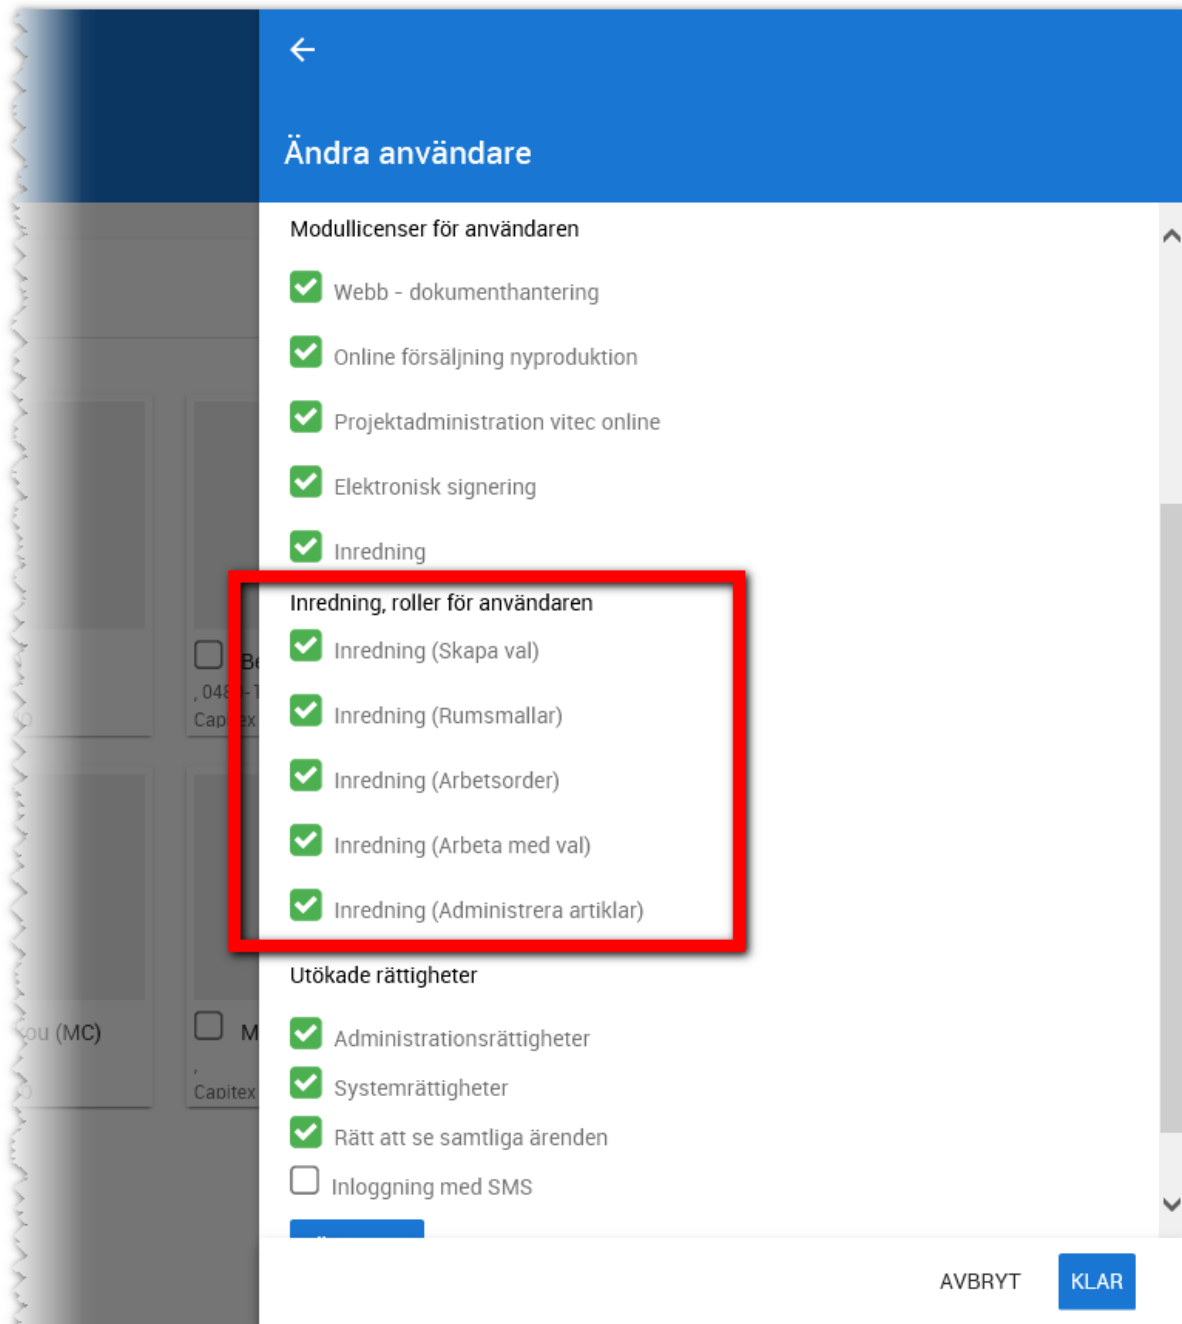 Ändra användare
Modullicenser för användaren
Webb - dokumenthantering
Online försäljning nyproduktion
Projektadministration vitec online
Elektronisk signering
Inredning
Inredning, roller för användaren
Inredning (Skapa val)
Inredning (Rumsmallar)
Inredning (Arbetsorder)
Inredning (Arbeta med val)
Inredning (Administrera artiklar)
Utökade rättigheter
Administrationsrättigheter
Systemrättigheter
Rätt att se samtliga ärenden
Inloggning med SMS
AVBRYT KLAR
(MC)
M
,
Capitex